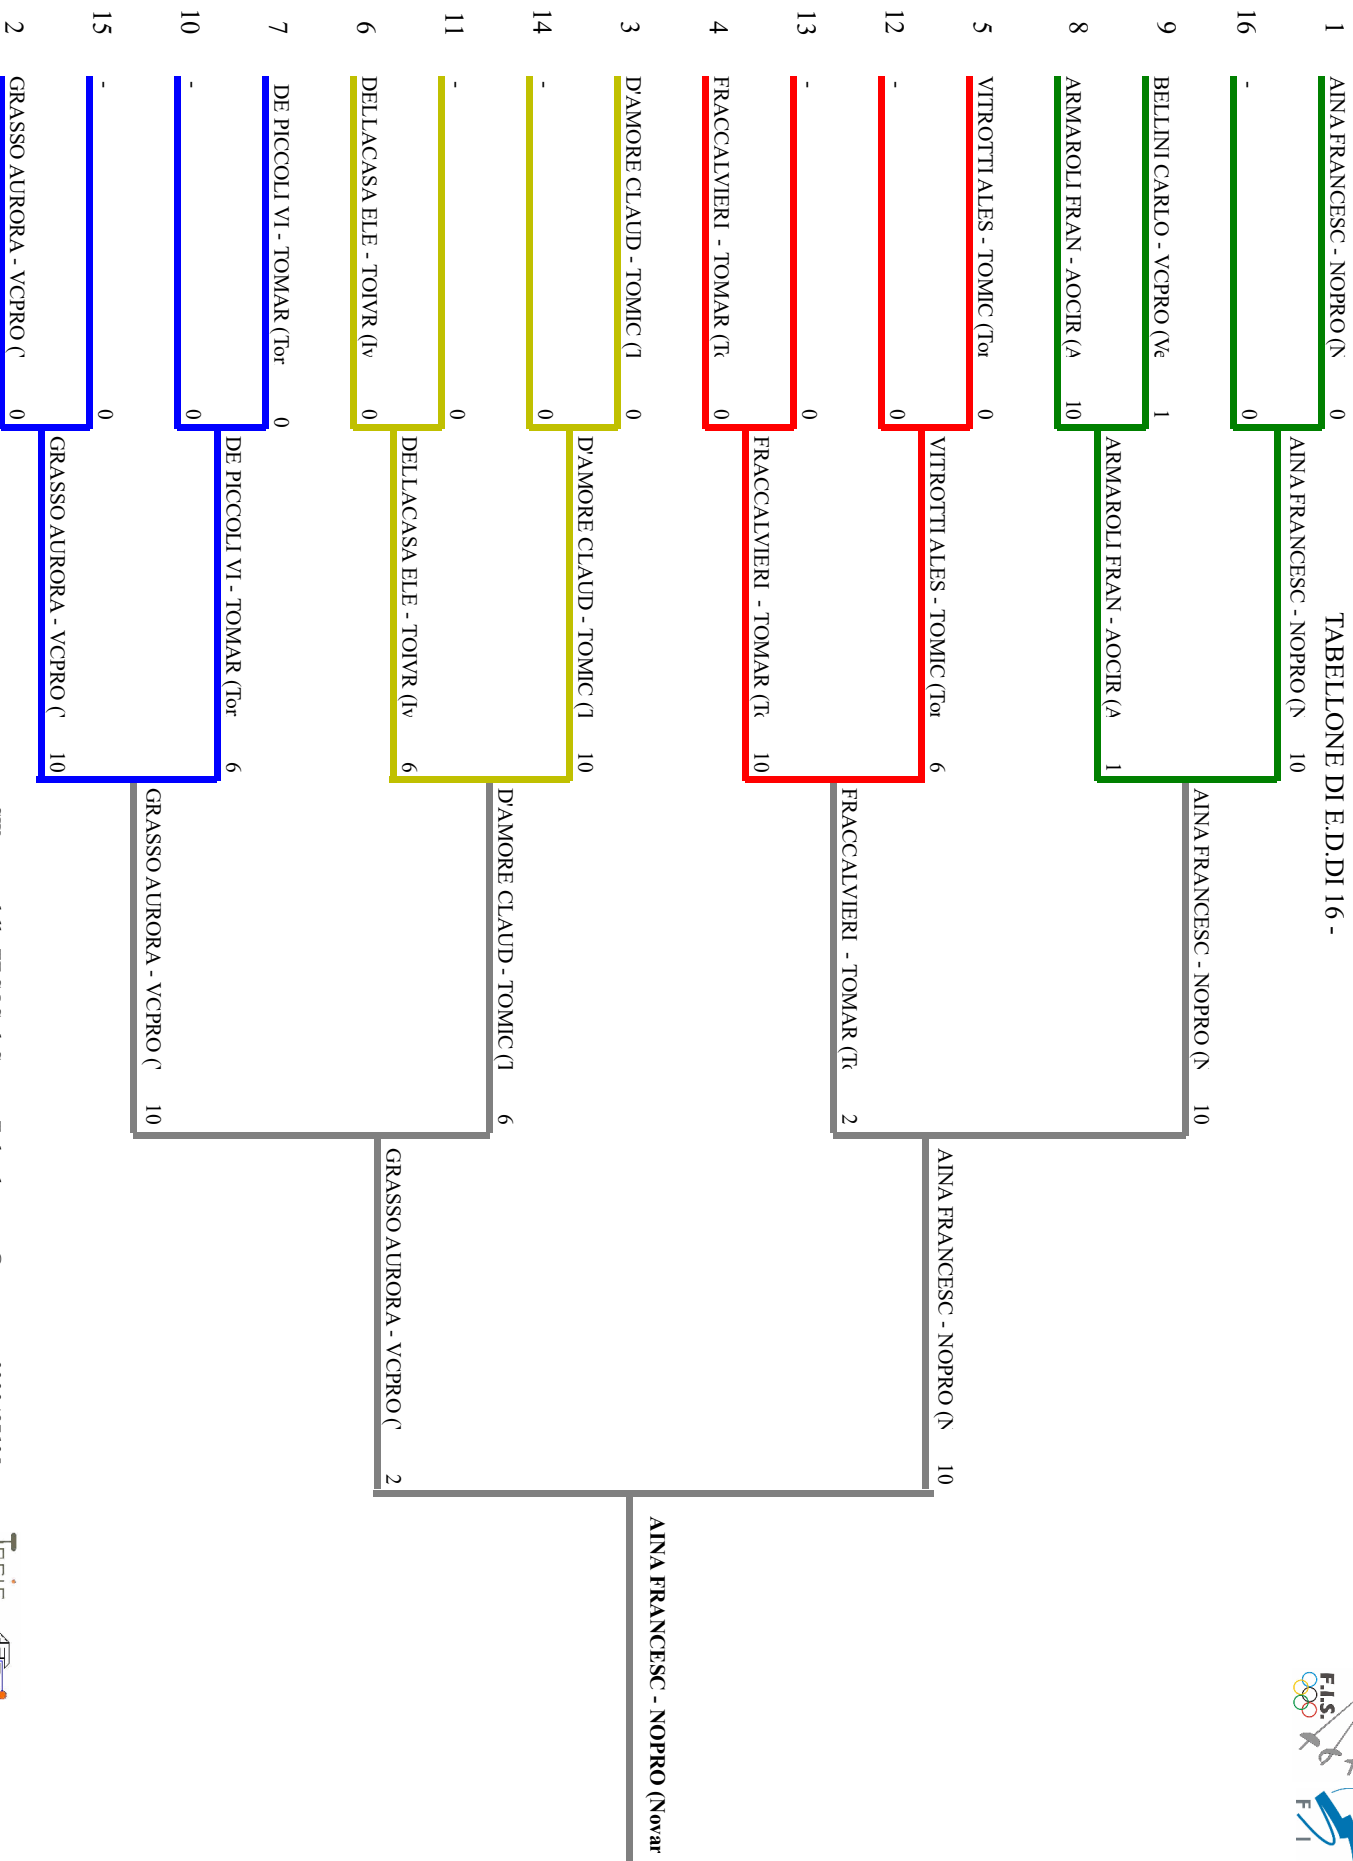 TABELLONE DI E.D.DI 16 -
1 AINA FRANCESC - NOPRO (N 0
16 - 0
9 BELLINI CARLO - VCPRO (Ve 1
8 ARMAROLI FRAN - AOCIR (A 10
5 VITROTTI ALES - TOMIC (Tor 0
12 - 0
13 - 0
4 FRACCALVIERI - TOMAR (To 0
3 D'AMORE CLAUD - TOMIC (T 0
14 - 0
11 - 0
6 DELLACASA ELE - TOIVR (Iv 0
7 DE PICCOLI VI - TOMAR (Tor 0
10 - 0
15 - 0
2 GRASSO AURORA - VCPRO ( 0
AINA FRANCESC - NOPRO (N 10
ARMAROLI FRAN - AOCIR (A 1
VITROTTI ALES - TOMIC (Tor 6
FRACCALVIERI - TOMAR (To 10
D'AMORE CLAUD - TOMIC (T 10
DELLACASA ELE - TOIVR (Iv 6
DE PICCOLI VI - TOMAR (Tor 6
GRASSO AURORA - VCPRO ( 10
AINA FRANCESC - NOPRO (N 10
FRACCALVIERI - TOMAR (To 2
D'AMORE CLAUD - TOMIC (T 6
GRASSO AURORA - VCPRO ( 10
AINA FRANCESC - NOPRO (N 10
GRASSO AURORA - VCPRO ( 2
AINA FRANCESC - NOPRO (Novar
F.I.S.
F I